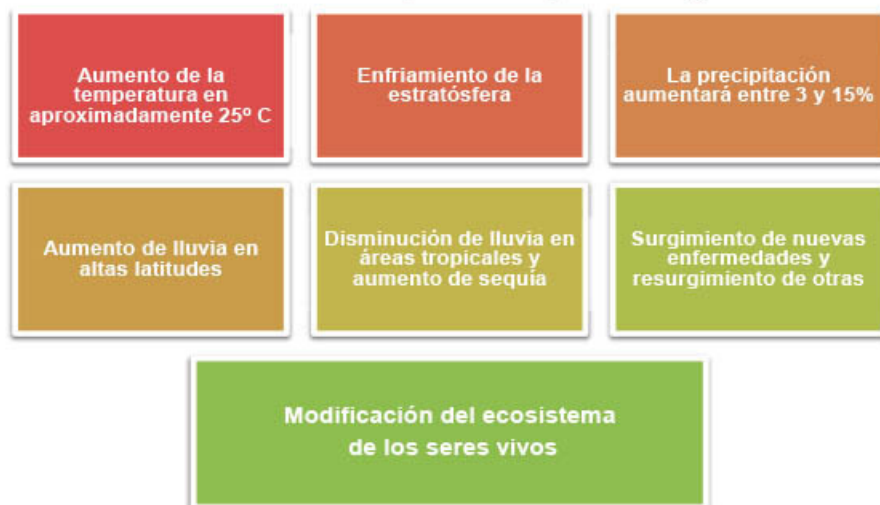 Aumento de la
temperatura en
aproximadamente 25º C
Enfriamiento de la
estratósfera
La precipitación
aumentará entre 3 y 15%
Aumento de lluvia en
altas latitudes
Disminución de lluvia en
áreas tropicales y
aumento de sequía
Surgimiento de nuevas
enfermedades y
resurgimiento de otras
Modificación del ecosistema
de los seres vivos